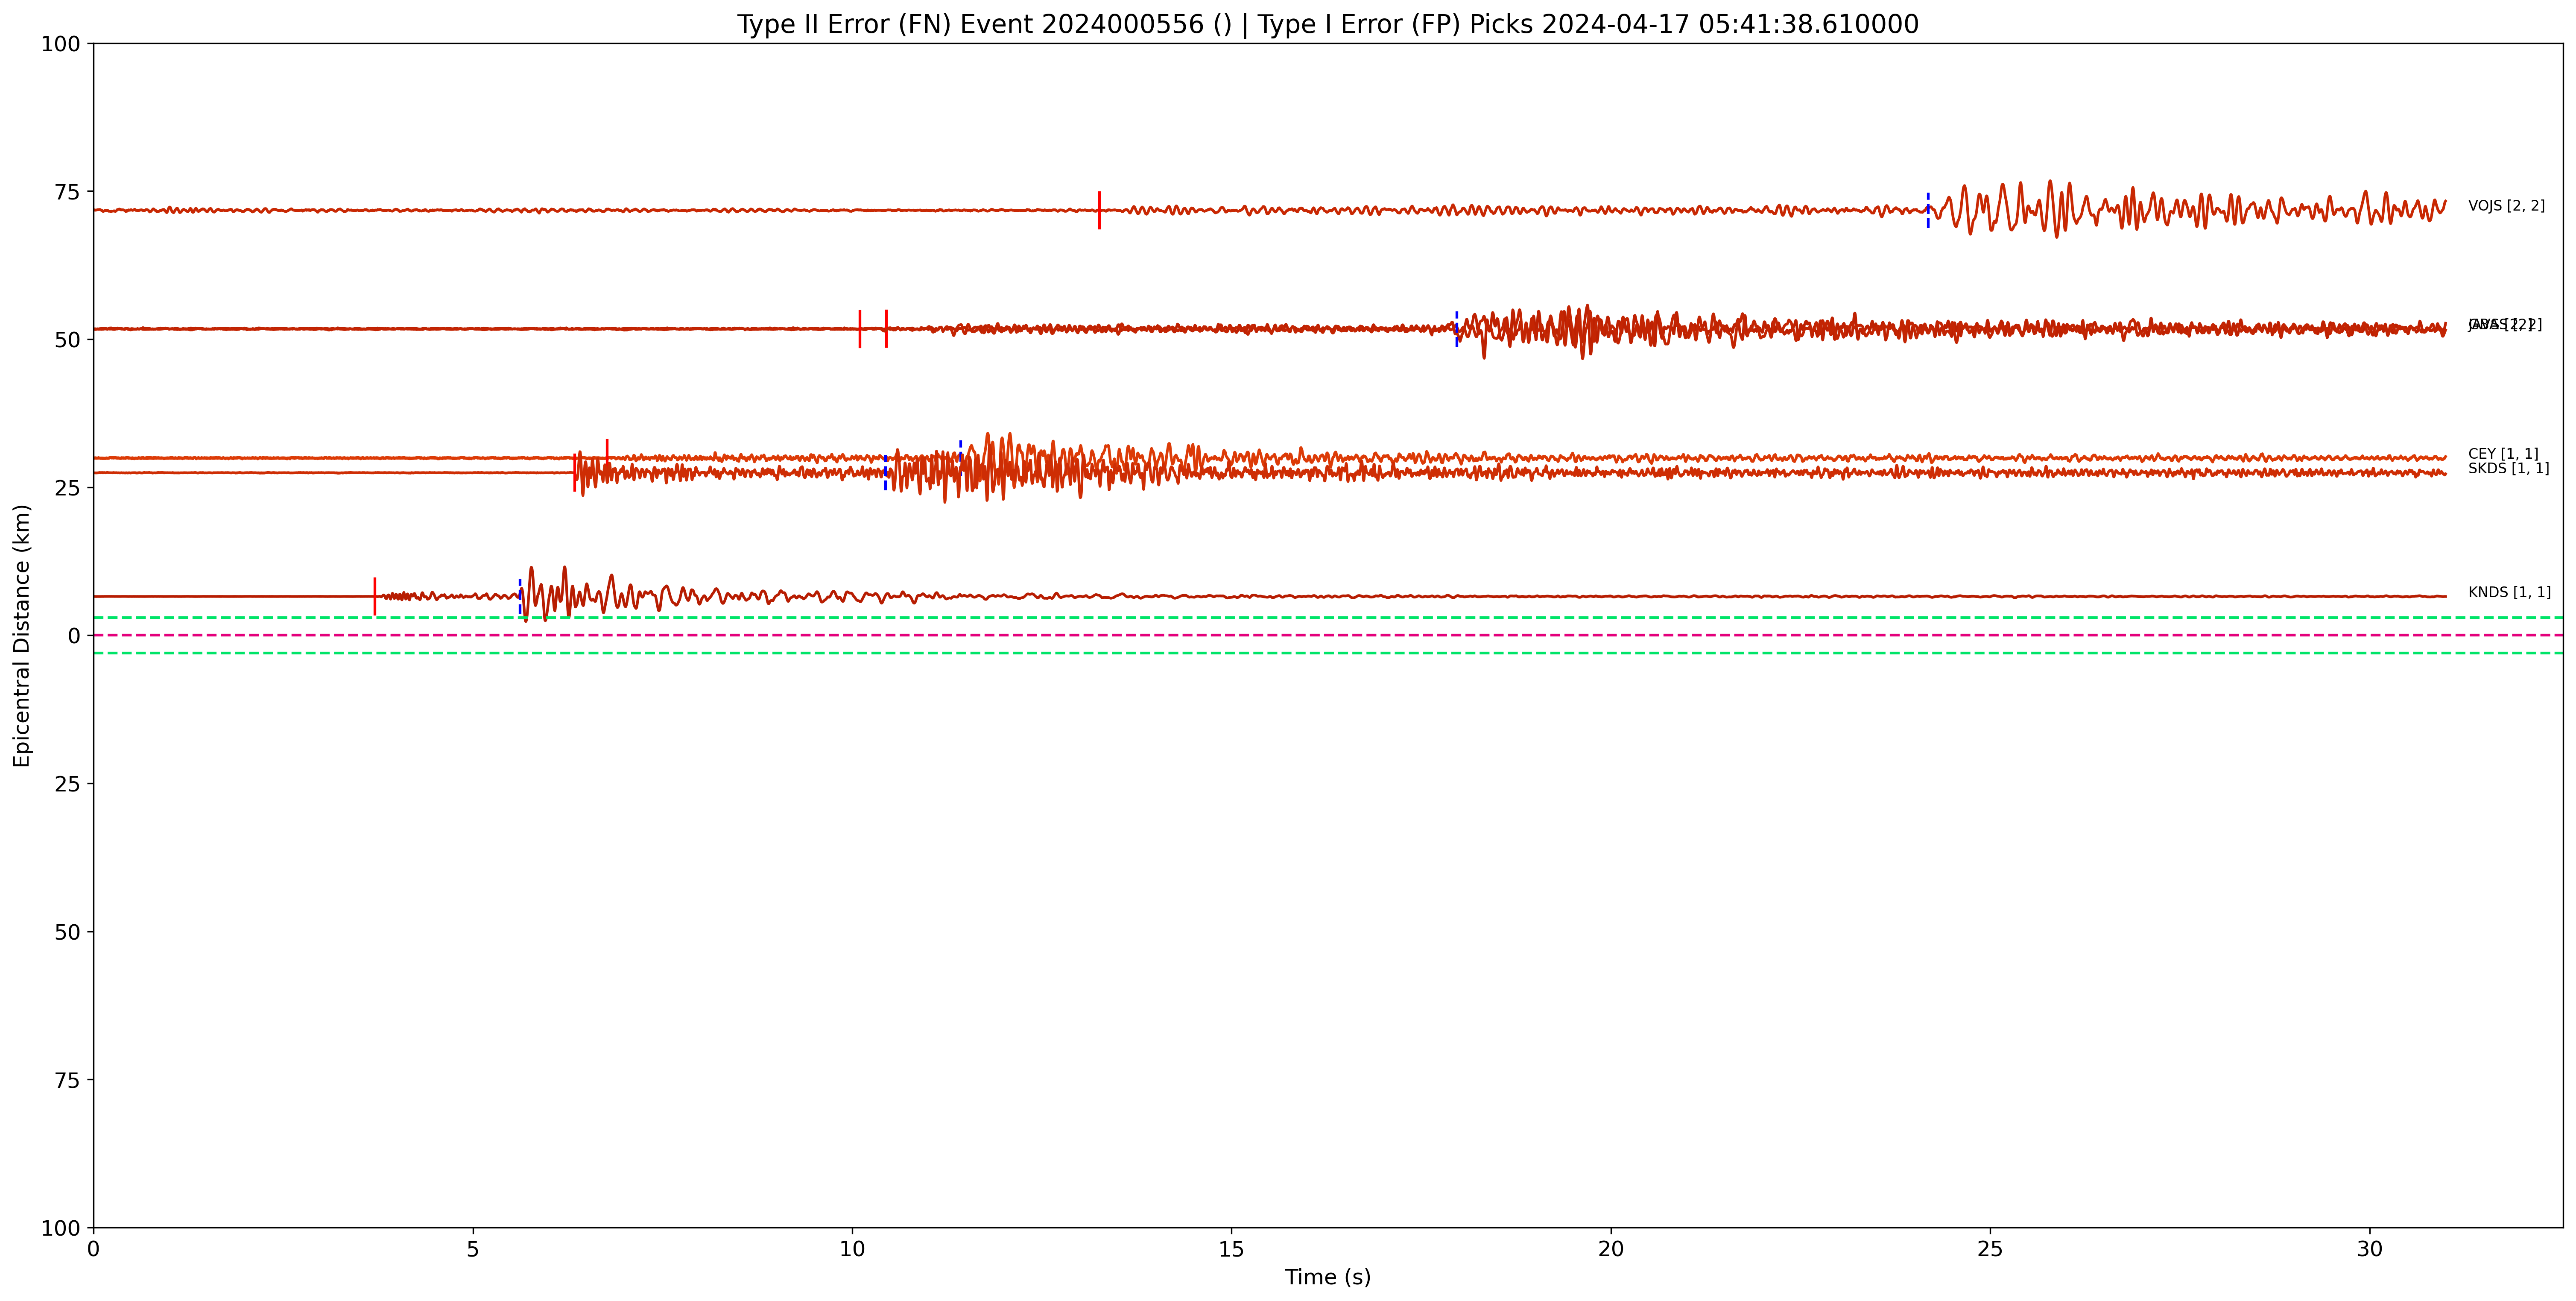 Type II Error (FN) Event 2024000556 () | Type I Error (FP) Picks 2024-04-17 05:41:38.610000
100
75
50
25
0
25
50
75
100
Epicentral Distance (km)
VOJS [2, 2]
CEY [1, 1]
SKDS [1, 1]
KNDS [1, 1]
0
5
10
15
20
25
30
Time (s)